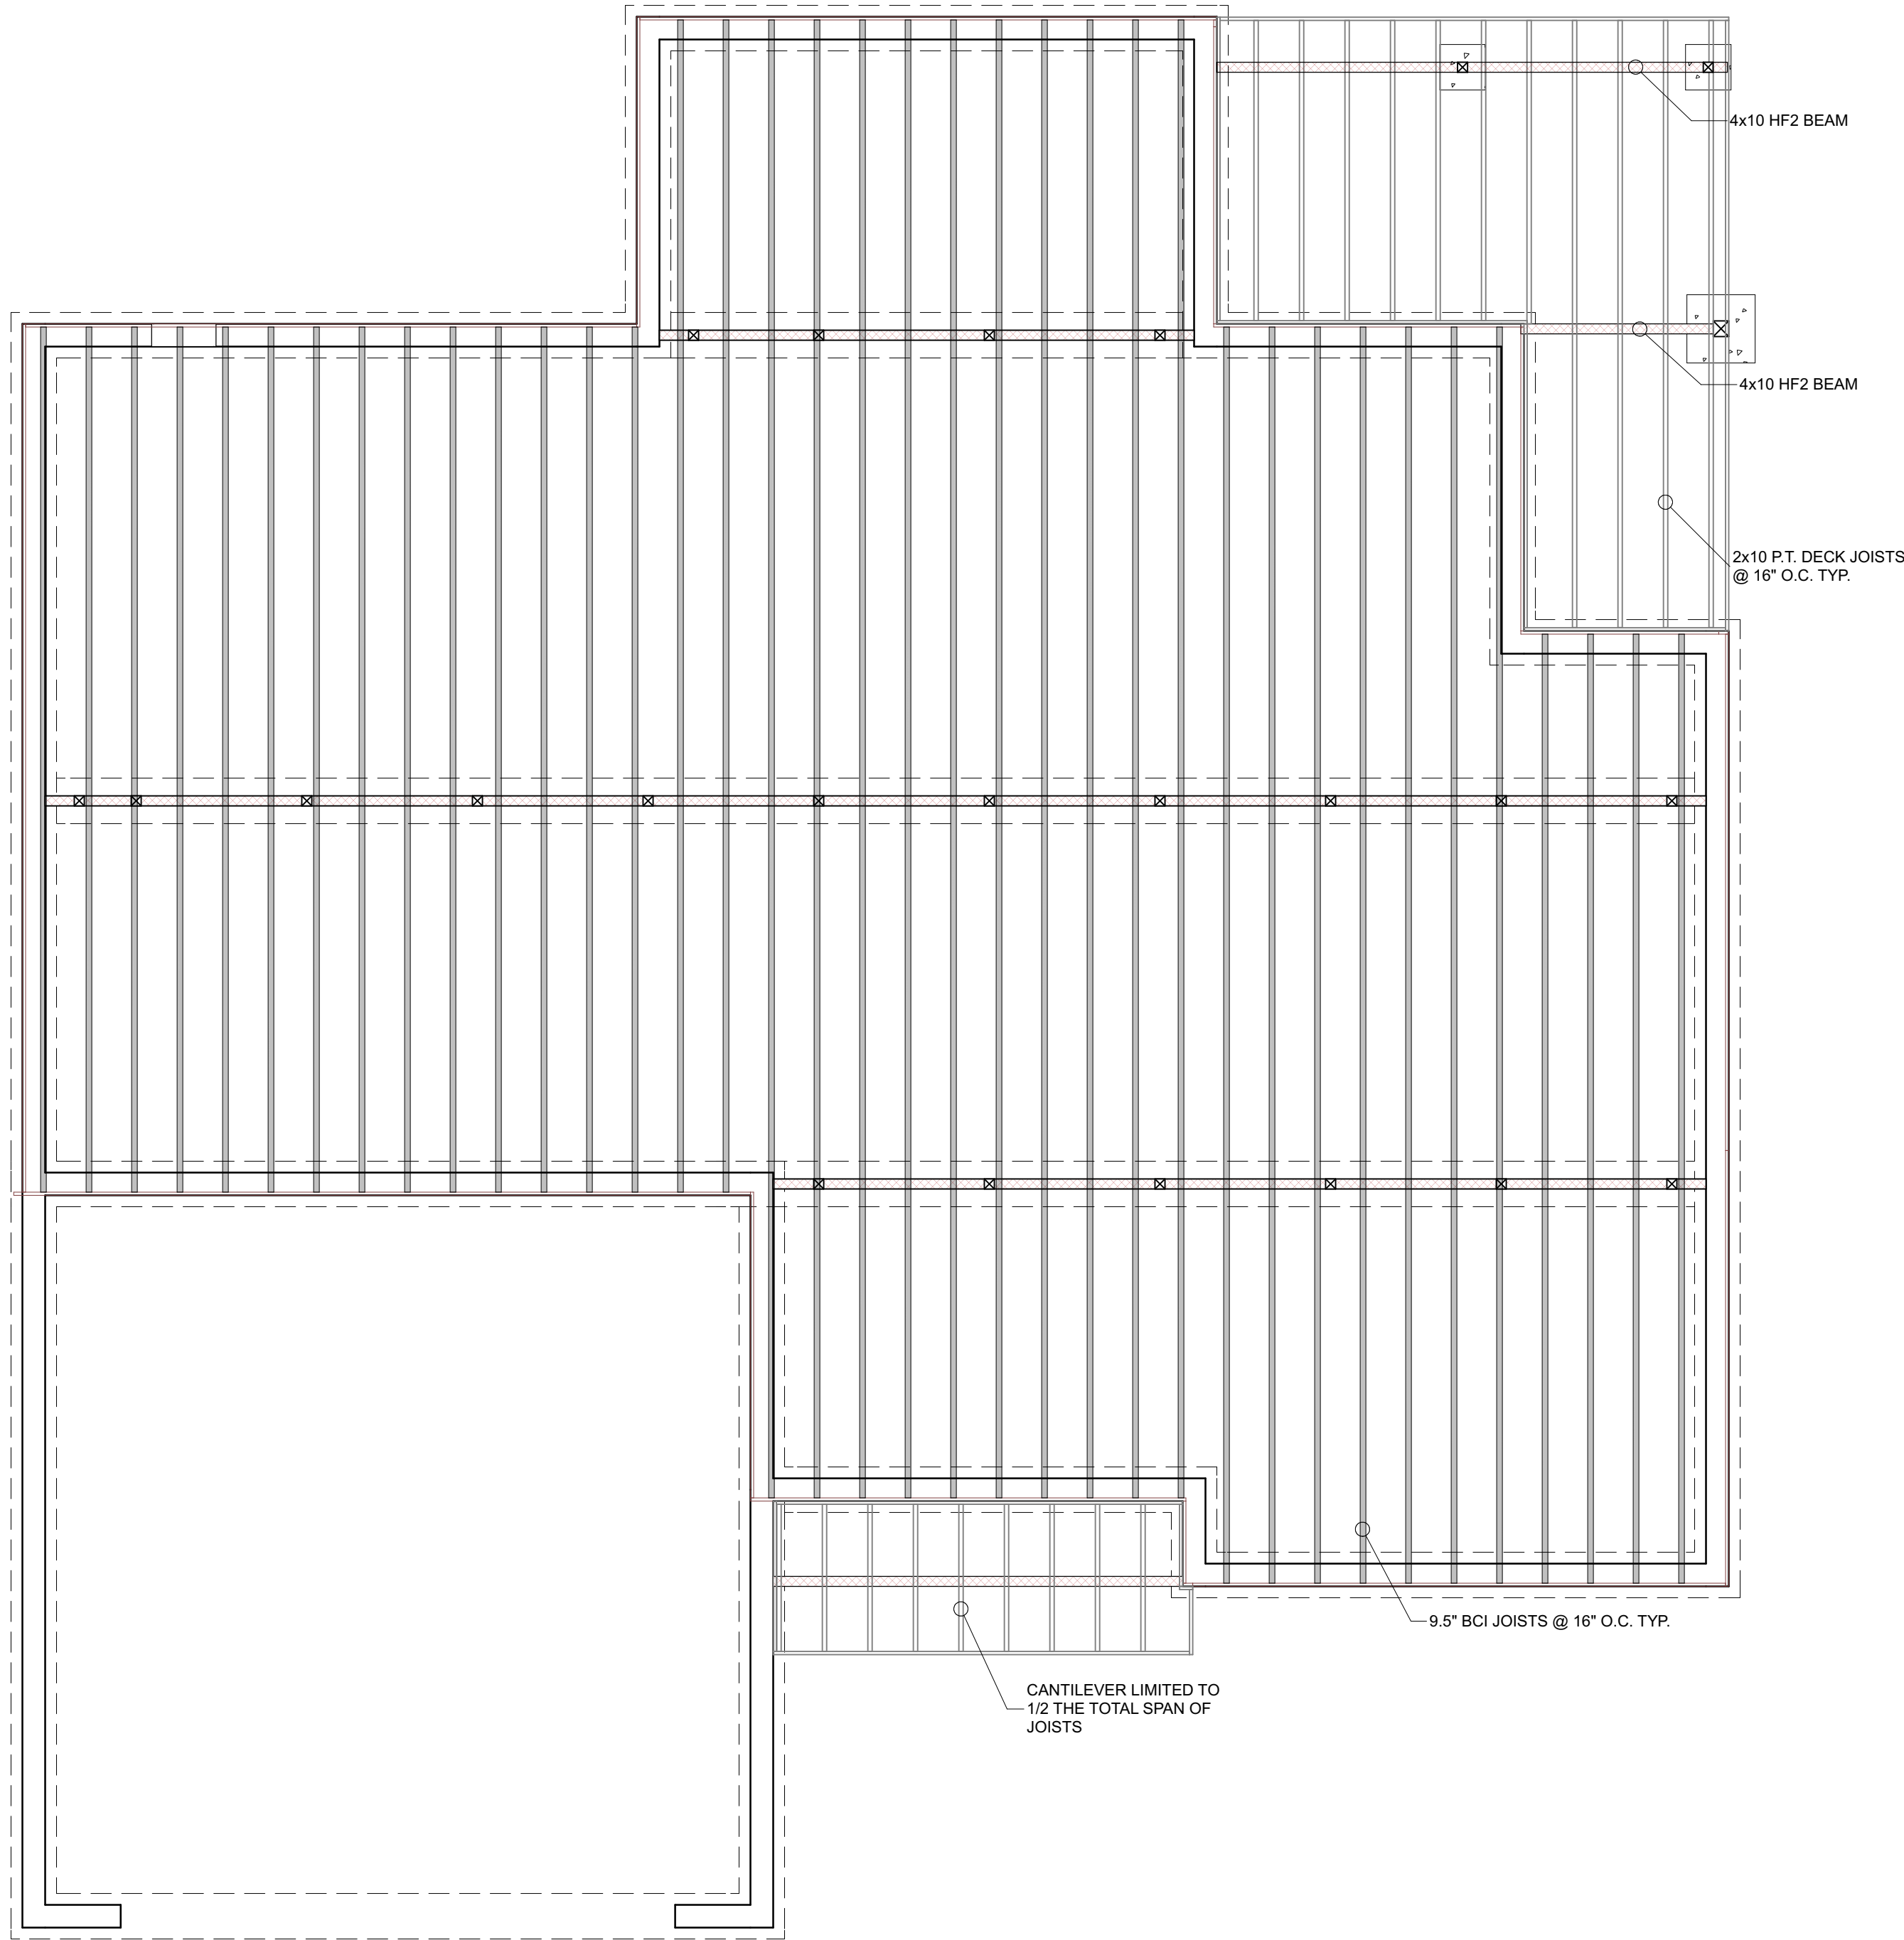 4x10 HF2 BEAM
4x10 HF2 BEAM
2x10 P.T. DECK JOISTS
@ 16" O.C. TYP.
9.5" BCI JOISTS @ 16" O.C. TYP.
CANTILEVER LIMITED TO
1/2 THE TOTAL SPAN OF
JOISTS